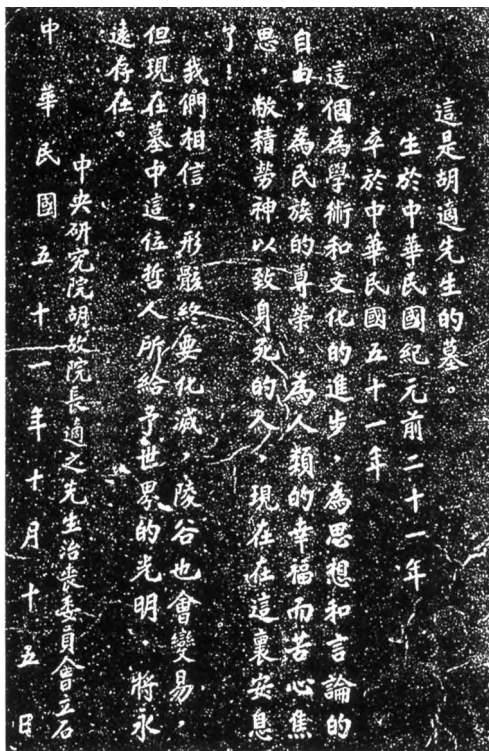 這是胡適先生的墓。
生於中華民國紀元前二十一年
卒於中華民國五十一年
這個為學術和文化的進步，為思想和言論的
自由，為民族的尊榮，為人類的幸福而苦心焦
思，敝精勞神以致身死的人，現在在這裏安息
了！
我們相信，形骸終要化滅，陵谷也會變易，
但現在墓中這位哲人所給予世界的光明，將永
遠存在。
中央研究院胡故院長適之先生治喪委員會立石
中華民國五十一年十月十五日